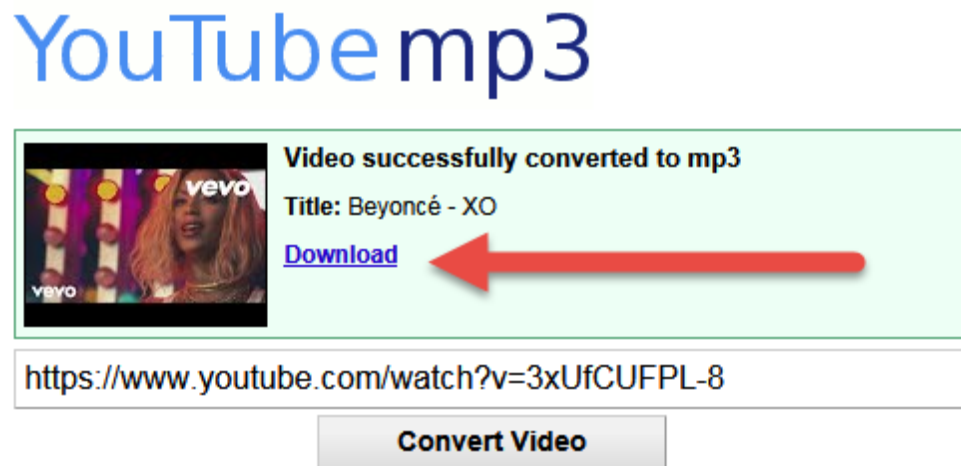 YouTube mp3
Video successfully converted to mp3
vevo
Title: Beyoncé - XO
Download
vevo
https://www.youtube.com/watch?v=3xUfCUFPL-8
Convert Video